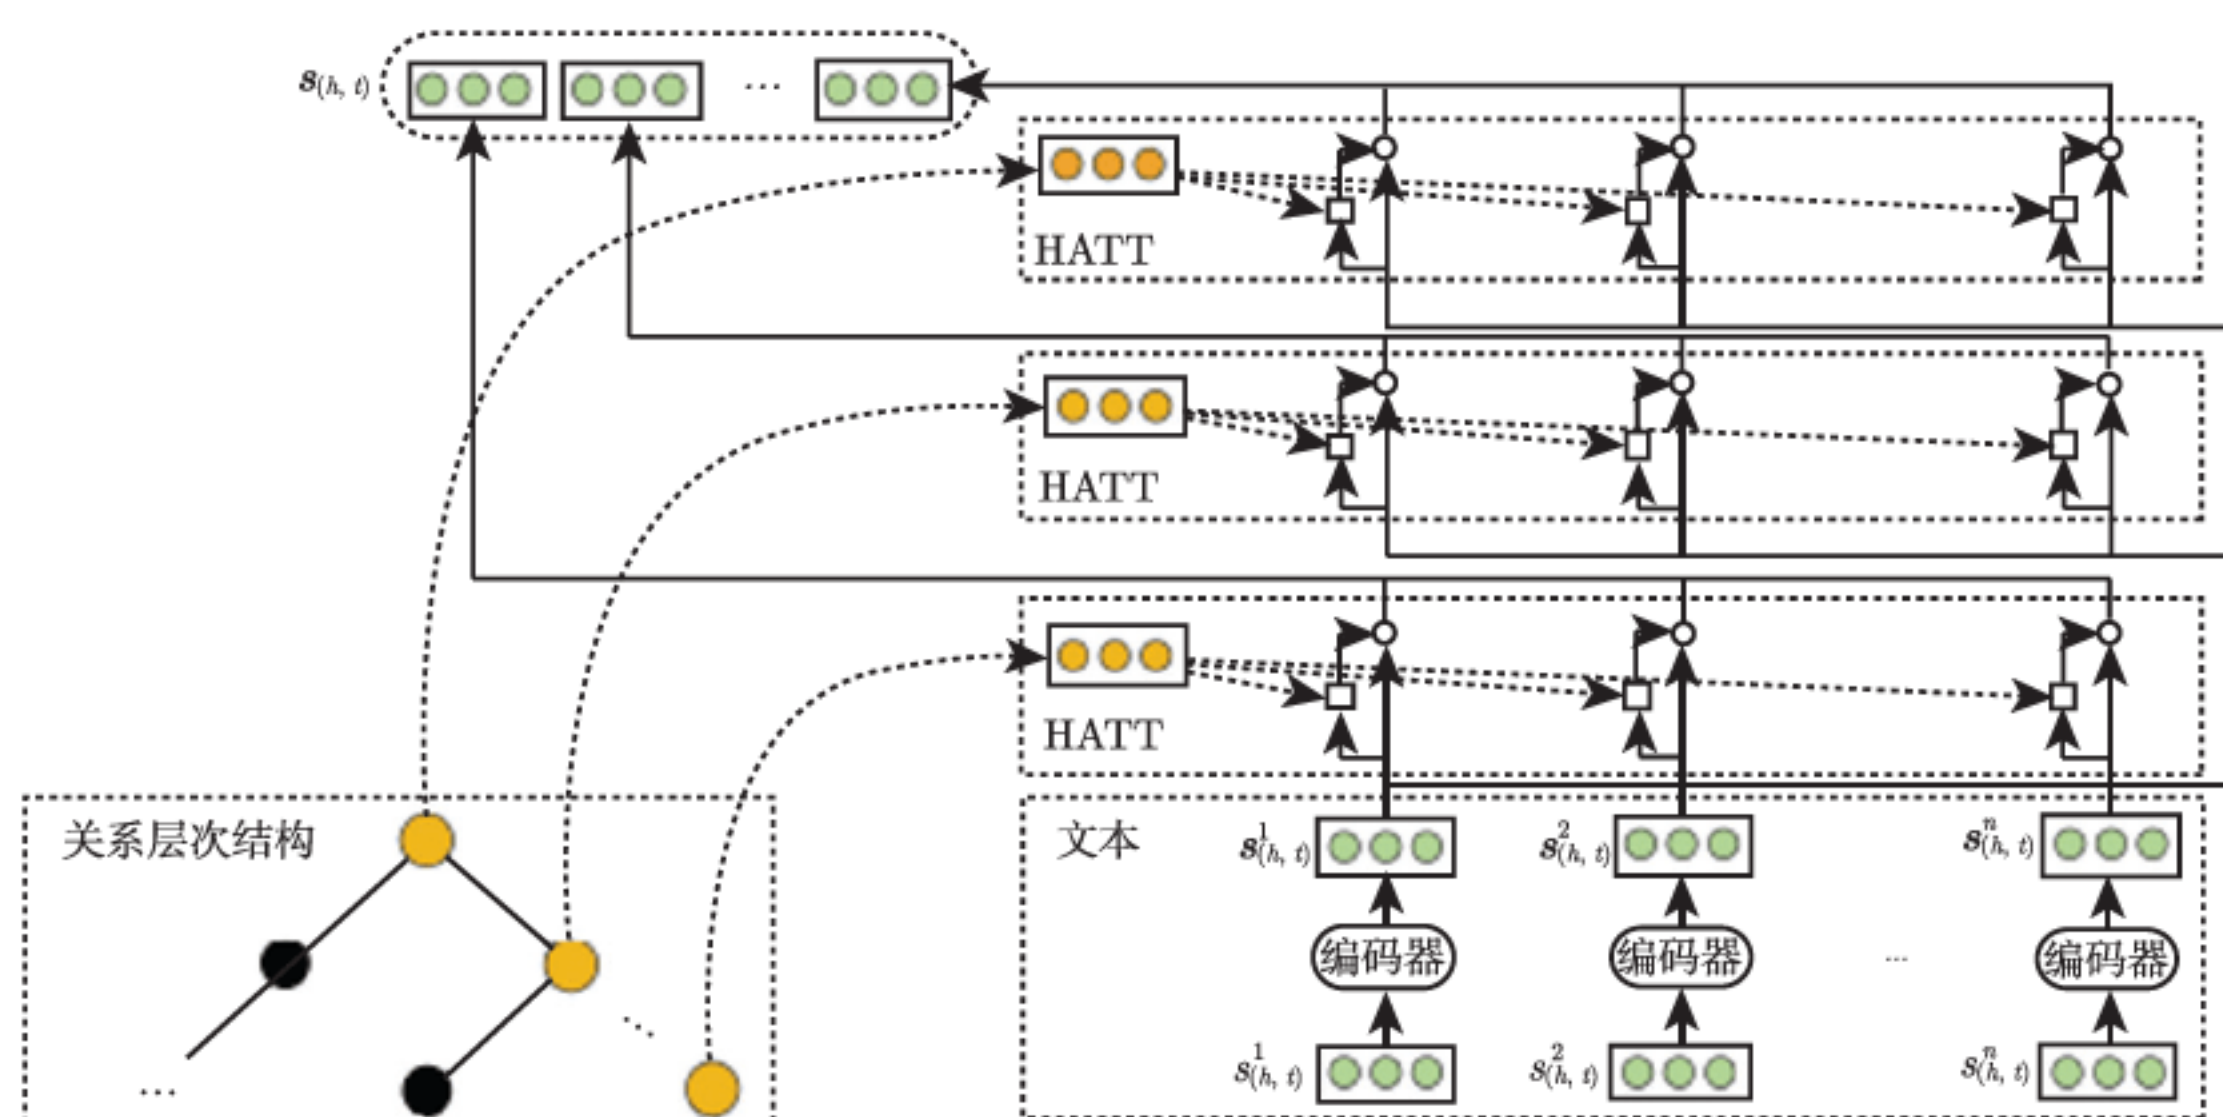 s(h, t) ...
HATT
HATT
HATT
关系层次结构
...
...
文本
s¹(h, t) s²(h, t) sⁿ(h, t)
编码器 编码器 ... 编码器
s¹(h, t) s²(h, t) sⁿ(h, t)